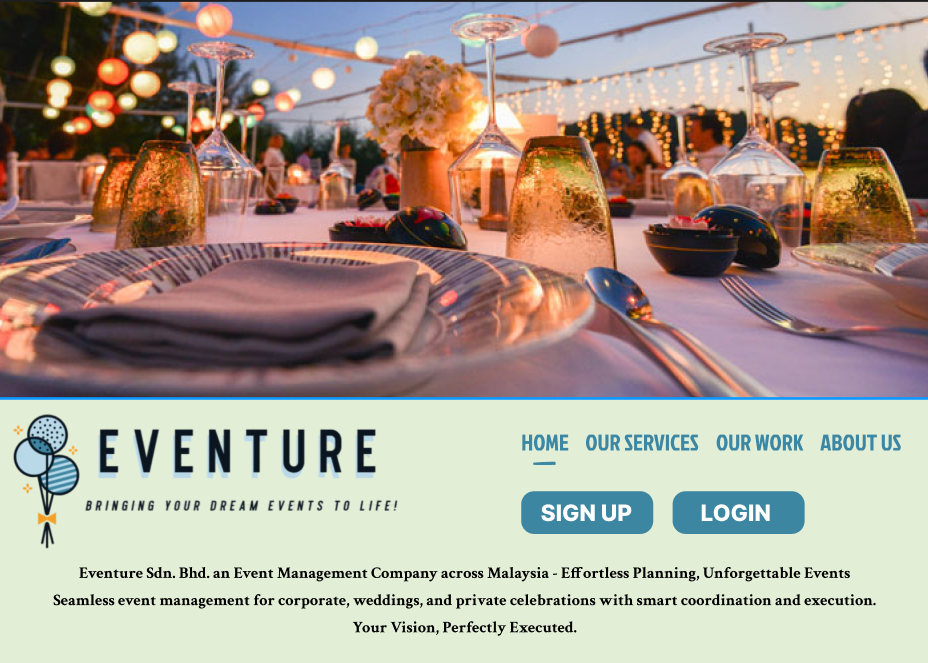 EVENTURE
BRINGING YOUR DREAM EVENTS TO LIFE!
HOME OUR SERVICES OUR WORK ABOUT US
SIGN UP LOGIN
Eventure Sdn. Bhd. an Event Management Company across Malaysia - Effortless Planning, Unforgettable Events
Seamless event management for corporate, weddings, and private celebrations with smart coordination and execution.
Your Vision, Perfectly Executed.